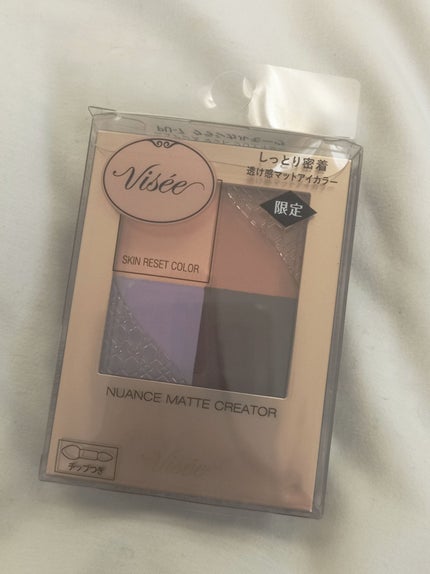 Visée
しっとり密着
透け感マットアイカラー
限定
SKIN RESET COLOR
NUANCE MATTE CREATOR
Visée
チップつき